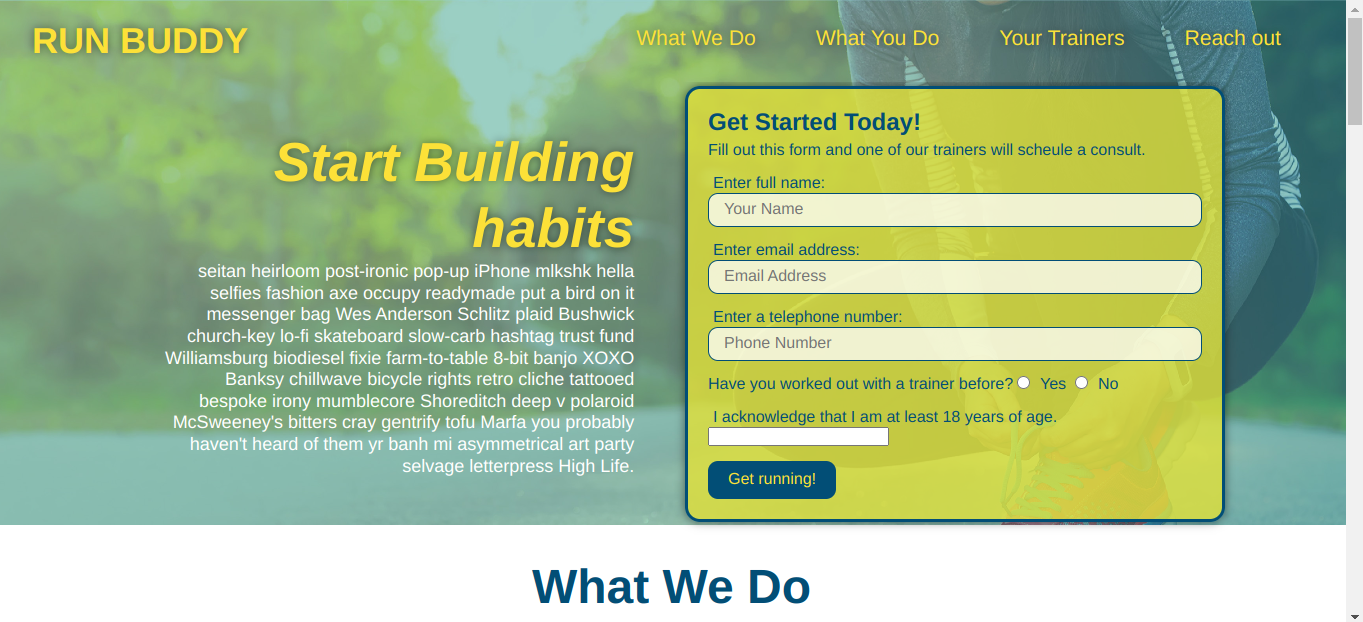 RUN BUDDY
What We Do
What You Do
Your Trainers
Reach out
Start Building
habits
seitan heirloom post-ironic pop-up iPhone mlkshk hella
selfies fashion axe occupy readymade put a bird on it
messenger bag Wes Anderson Schlitz plaid Bushwick
church-key lo-fi skateboard slow-carb hashtag trust fund
Williamsburg biodiesel fixie farm-to-table 8-bit banjo XOXO
Banksy chillwave bicycle rights retro cliche tattooed
bespoke irony mumblecore Shoreditch deep v polaroid
McSweeney's bitters cray gentrify tofu Marfa you probably
haven't heard of them yr banh mi asymmetrical art party
selvage letterpress High Life.
Get Started Today!
Fill out this form and one of our trainers will scheule a consult.
Enter full name:
Your Name
Enter email address:
Email Address
Enter a telephone number:
Phone Number
Have you worked out with a trainer before? Yes No
I acknowledge that I am at least 18 years of age.
Get running!
What We Do